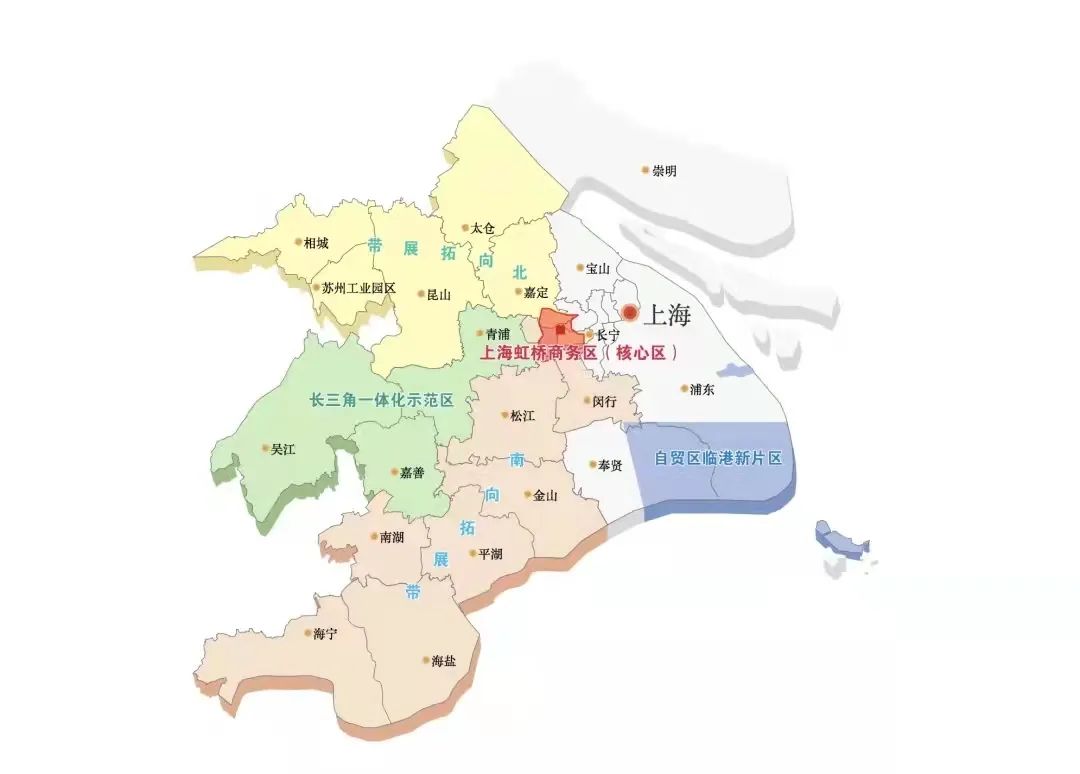 崇明
太仓
相城
北向拓展带
宝山
苏州工业园区
昆山
嘉定
上海
青浦
长宁
上海虹桥商务区（核心区）
浦东
长三角一体化示范区
闵行
松江
吴江
嘉善
奉贤
自贸区临港新片区
南向拓展带
金山
南湖
平湖
海宁
海盐